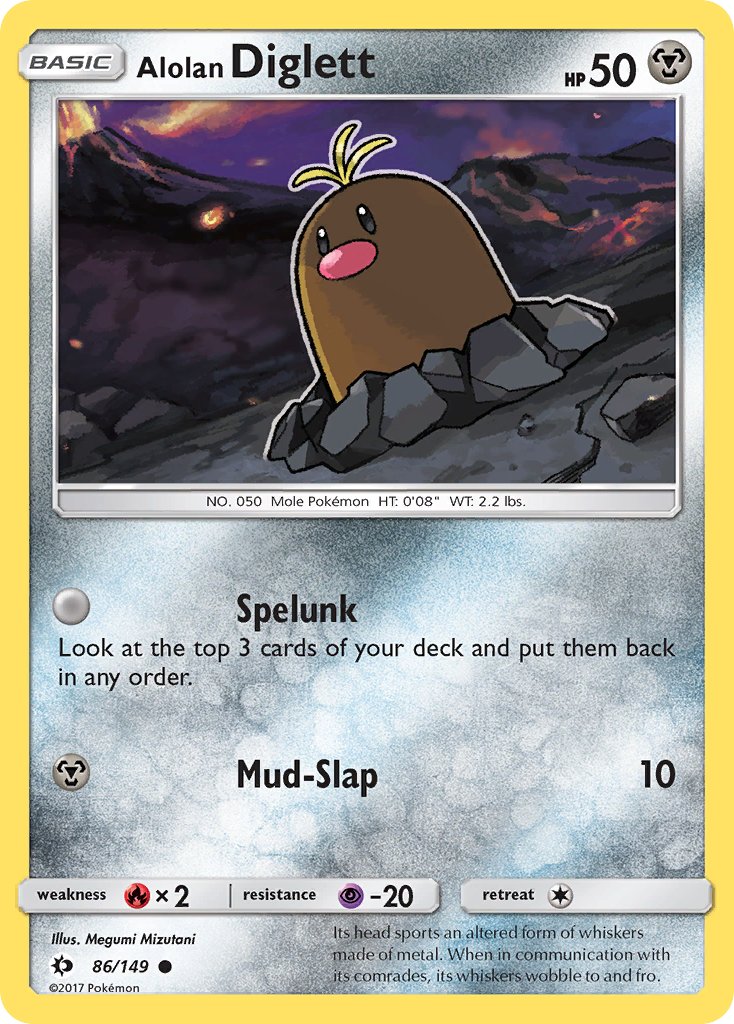 BASIC Alolan Diglett HP 50
NO. 050 Mole Pokémon HT: 0'08" WT: 2.2 lbs.
Spelunk
Look at the top 3 cards of your deck and put them back
in any order.
Mud-Slap 10
weakness × 2 resistance -20 retreat
Illus. Megumi Mizutani
86/149
©2017 Pokémon
Its head sports an altered form of whiskers
made of metal. When in communication with
its comrades, its whiskers wobble to and fro.